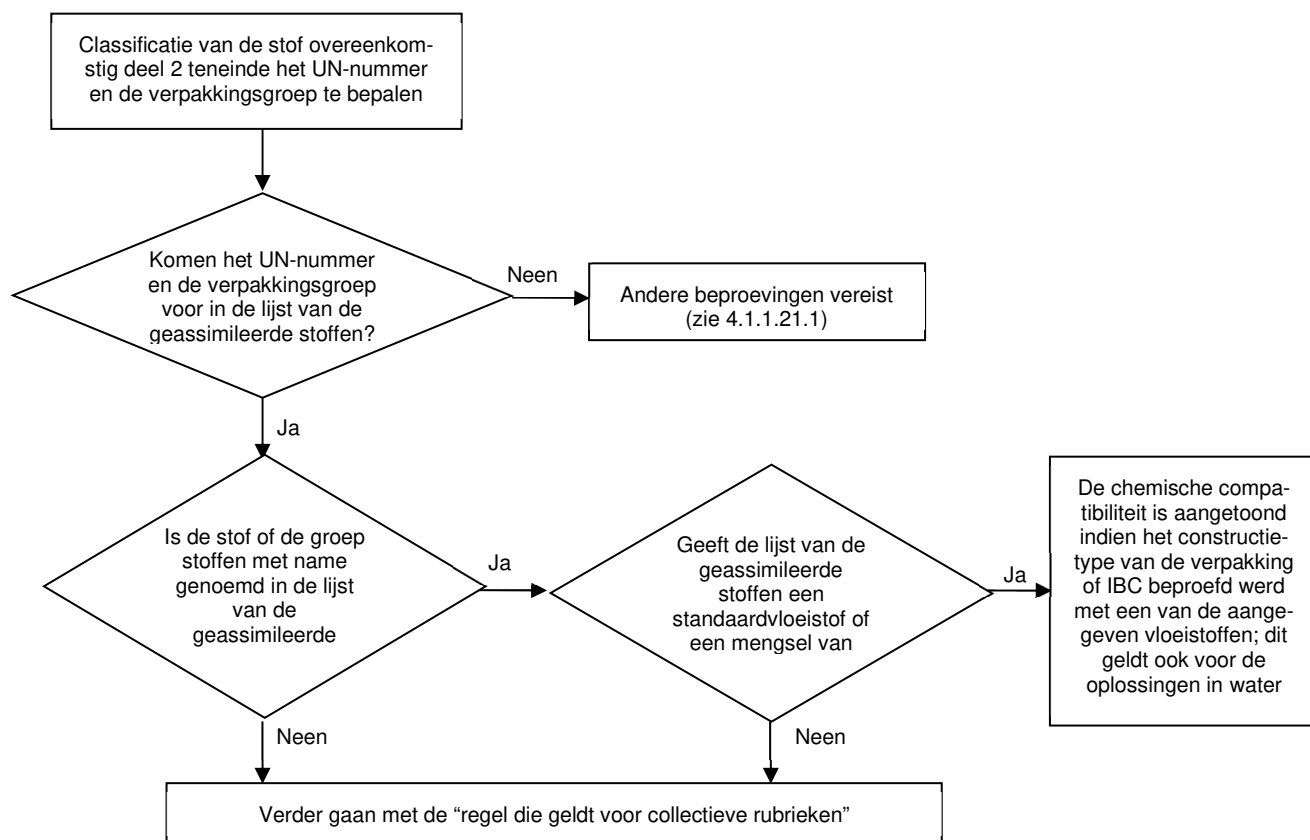 Classificatie van de stof overeenkom-
stig deel 2 teneinde het UN-nummer
en de verpakkingsgroep te bepalen
Komen het UN-nummer
en de verpakkingsgroep
voor in de lijst van de
geassimileerde stoffen?
Neen
Andere beproevingen vereist
(zie 4.1.1.21.1)
Ja
Is de stof of de groep
stoffen met name
genoemd in de lijst
van de
geassimileerde
Ja
Geeft de lijst van de
geassimileerde
stoffen een
standaardvloeistof of
een mengsel van
Ja
De chemische compa-
tibiliteit is aangetoond
indien het constructie-
type van de verpakking
of IBC beproefd werd
met een van de aange-
geven vloeistoffen; dit
geldt ook voor de
oplossingen in water
Neen
Neen
Verder gaan met de “regel die geldt voor collectieve rubrieken”